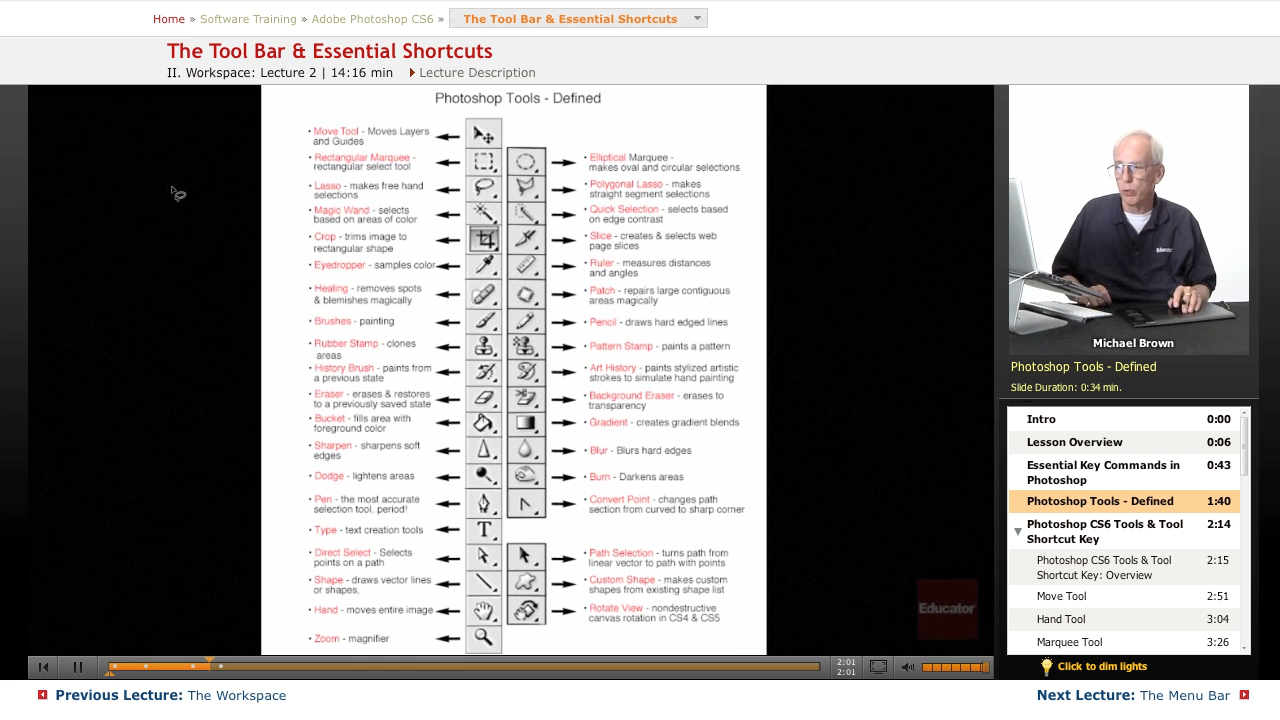 Home » Software Training » Adobe Photoshop CS6 » The Tool Bar & Essential Shortcuts
The Tool Bar & Essential Shortcuts
II. Workspace: Lecture 2 | 14:16 min Lecture Description
Photoshop Tools - Defined
• Move Tool - Moves Layers
and Guides
• Rectangular Marquee -
rectangular select tool
• Lasso - makes free hand
selections
• Magic Wand - selects
based on areas of color
• Crop - trims image to
rectangular shape
• Eyedropper - samples color
• Healing - removes spots
& blemishes magically
• Brushes - painting
• Rubber Stamp - clones
areas
• History Brush - paints from
a previous state
• Eraser - erases & restores
to a previously saved state
• Bucket - fills area with
foreground color
• Sharpen - sharpens soft
edges
• Dodge - lightens areas
• Pen - the most accurate
selection tool, period!
• Type - text creation tools
• Direct Select - Selects
points on a path
• Shape - draws vector lines
or shapes.
• Hand - moves entire image
• Zoom - magnifier
T
• Elliptical Marquee -
makes oval and circular selections
• Polygonal Lasso - makes
straight segment selections
• Quick Selection - selects based
on edge contrast
• Slice - creates & selects web
page slices
• Ruler - measures distances
and angles
• Patch - repairs large contiguous
areas magically
• Pencil - draws hard edged lines
• Pattern Stamp - paints a pattern
• Art History - paints stylized artistic
strokes to simulate hand painting
• Background Eraser - erases to
transparency
• Gradient - creates gradient blends
• Blur - Blurs hard edges
• Burn - Darkens areas
• Convert Point - changes path
section from curved to sharp corner
• Path Selection - turns path from
linear vector to path with points
• Custom Shape - makes custom
shapes from existing shape list
• Rotate View - nondestructive
canvas rotation in CS4 & CS5
Educator
2:01
2:01
Michael Brown
Photoshop Tools - Defined
Slide Duration: 0:34 min.
Intro 0:00
Lesson Overview 0:06
Essential Key Commands in 0:43
Photoshop
Photoshop Tools - Defined 1:40
Photoshop CS6 Tools & Tool 2:14
Shortcut Key
Photoshop CS6 Tools & Tool 2:15
Shortcut Key: Overview
Move Tool 2:51
Hand Tool 3:04
Marquee Tool 3:26
Click to dim lights
Previous Lecture: The Workspace
Next Lecture: The Menu Bar